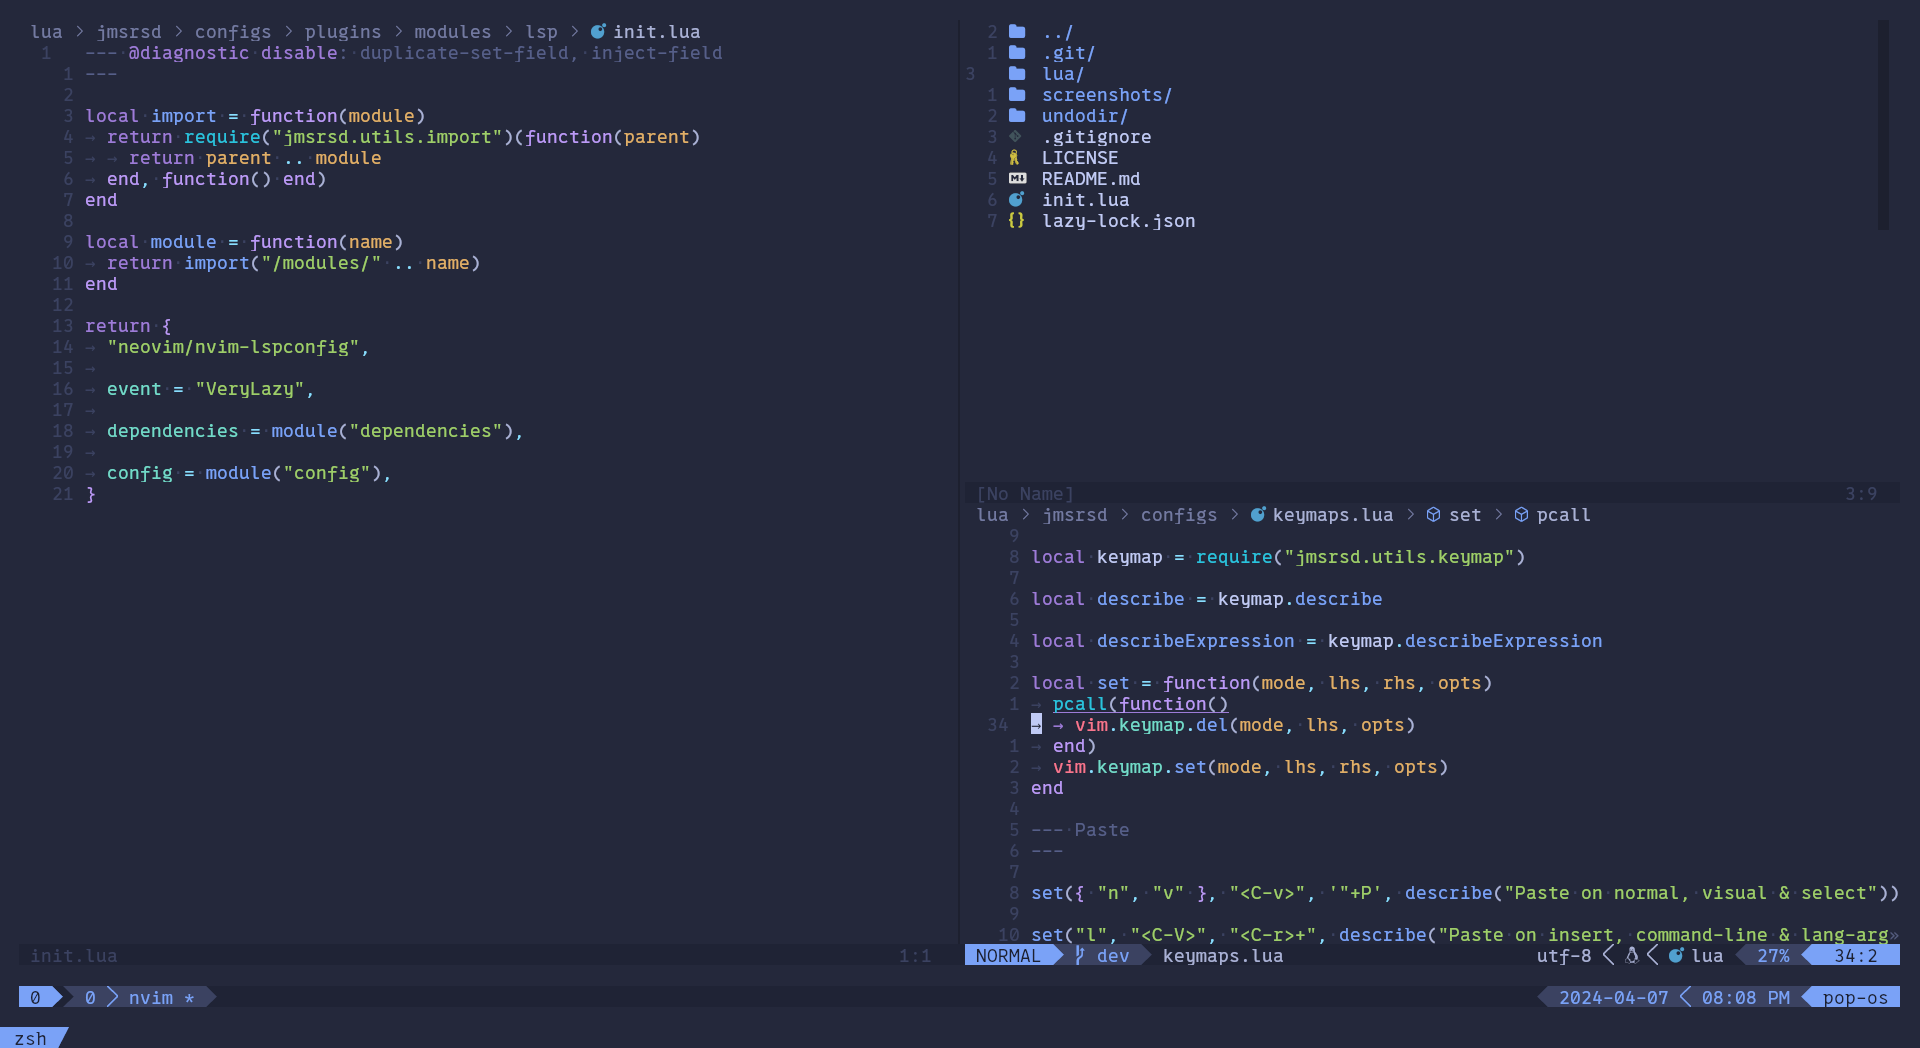 lua > jmsrsd > configs > plugins > modules > lsp > init.lua
1 --- @diagnostic disable: duplicate-set-field, inject-field
1 ---
2
3 local import = function(module)
4 → return require("jmsrsd.utils.import")(function(parent)
5 → → return parent .. module
6 → end, function() end)
7 end
8
9 local module = function(name)
10 → return import("/modules/" .. name)
11 end
12
13 return {
14 → "neovim/nvim-lspconfig",
15 →
16 → event = "VeryLazy",
17 →
18 → dependencies = module("dependencies"),
19 →
20 → config = module("config"),
21 }
init.lua 1:1
2 ../
1 .git/
3 lua/
1 screenshots/
2 undodir/
3 .gitignore
4 LICENSE
5 README.md
6 init.lua
7 {} lazy-lock.json
[No Name] 3:9
lua > jmsrsd > configs > keymaps.lua > set > pcall
9
8 local keymap = require("jmsrsd.utils.keymap")
7
6 local describe = keymap.describe
5
4 local describeExpression = keymap.describeExpression
3
2 local set = function(mode, lhs, rhs, opts)
1 → pcall(function()
34 → → vim.keymap.del(mode, lhs, opts)
1 → end)
2 → vim.keymap.set(mode, lhs, rhs, opts)
3 end
4
5 --- Paste
6 ---
7
8 set({ "n", "v" }, "<C-v>", '"+P', describe("Paste on normal, visual & select"))
9
10 set("l", "<C-V>", "<C-r>+", describe("Paste on insert, command-line & lang-arg»
NORMAL dev keymaps.lua utf-8 < < lua 27% 34:2
0 0 > nvim * 2024-04-07 < 08:08 PM pop-os
zsh